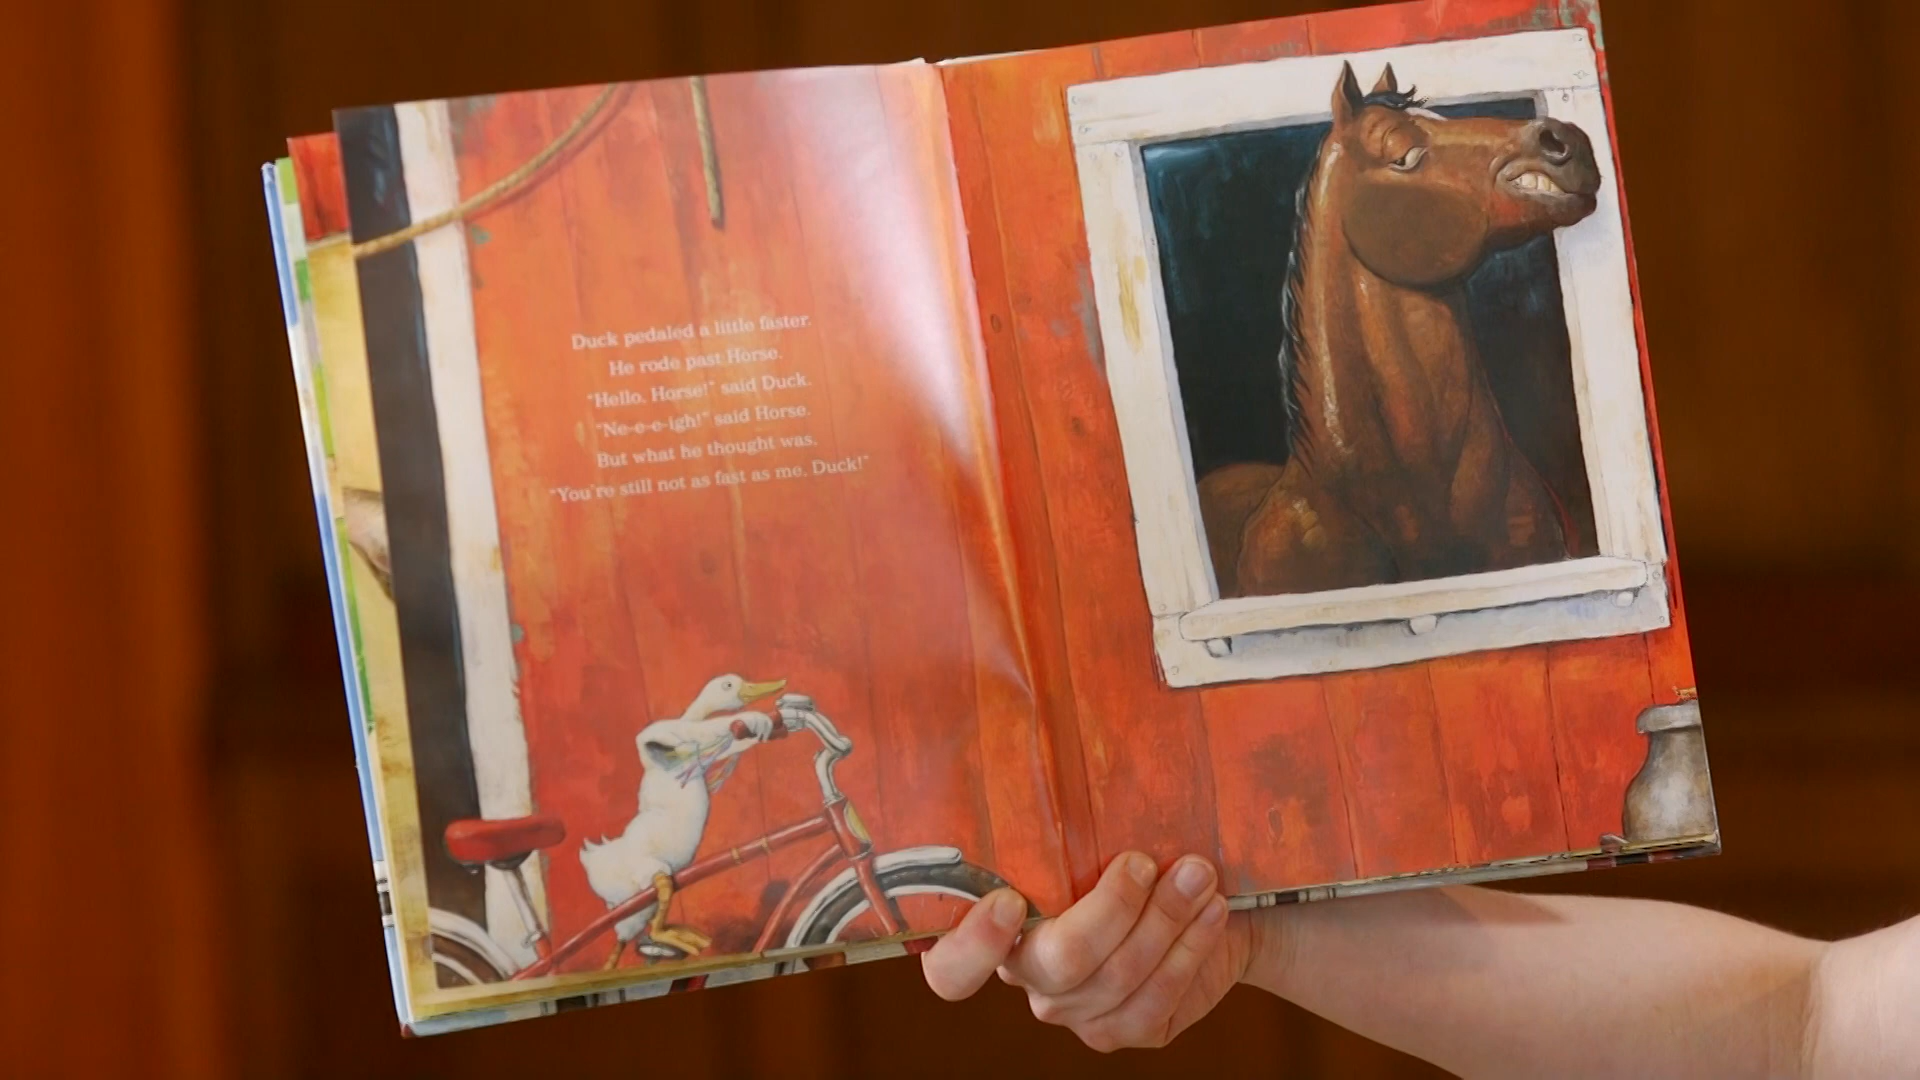 Duck pedaled a little faster.
He rode past Horse.
"Hello, Horse!" said Duck.
"Ne-e-e-igh!" said Horse.
But what he thought was,
"You're still not as fast as me, Duck!"